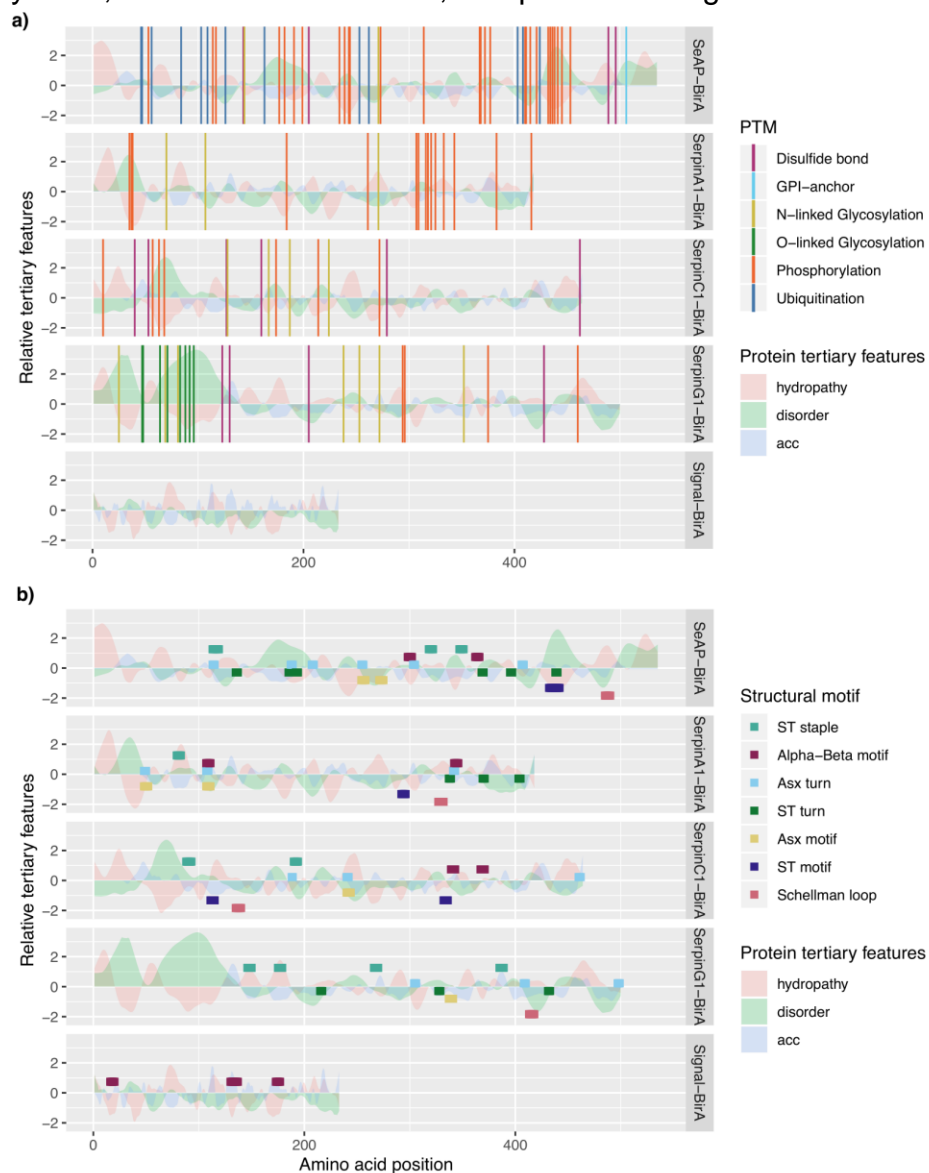 a)
2
0
−2
SeAP−BirA
2
0
−2
SerpinA1−BirA
2
0
−2
SerpinC1−BirA
2
0
−2
SerpinG1−BirA
2
0
−2
Signal−BirA
0
200
400
Relative tertiary features
PTM
Disulfide bond
GPI−anchor
N−linked Glycosylation
O−linked Glycosylation
Phosphorylation
Ubiquitination
Protein tertiary features
hydropathy
disorder
acc
b)
2
0
−2
SeAP−BirA
2
0
−2
SerpinA1−BirA
2
0
−2
SerpinC1−BirA
2
0
−2
SerpinG1−BirA
2
0
−2
Signal−BirA
0
200
400
Relative tertiary features
Amino acid position
Structural motif
ST staple
Alpha−Beta motif
Asx turn
ST turn
Asx motif
ST motif
Schellman loop
Protein tertiary features
hydropathy
disorder
acc